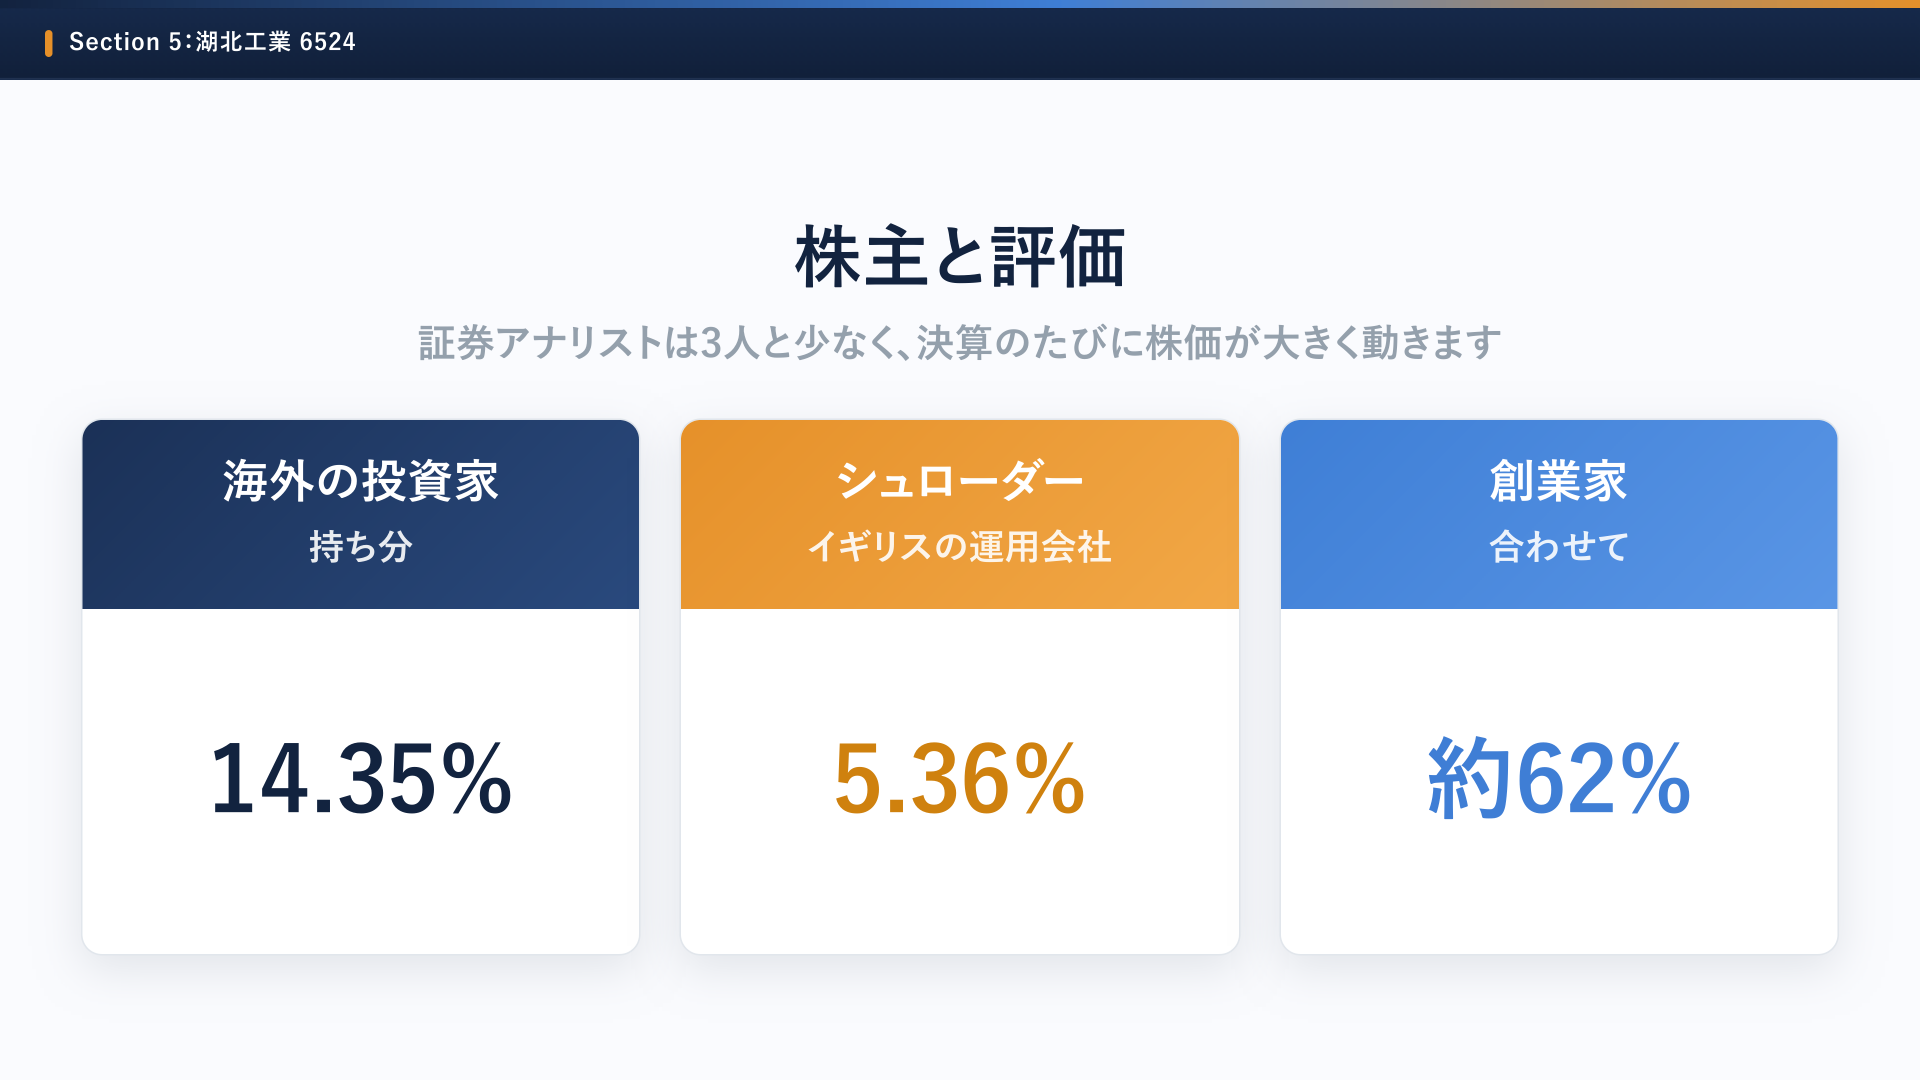 Section 5：湖北工業 6524
株主と評価
証券アナリストは3人と少なく、決算のたびに株価が大きく動きます
海外の投資家
持ち分
14.35%
シュローダー
イギリスの運用会社
5.36%
創業家
合わせて
約62%